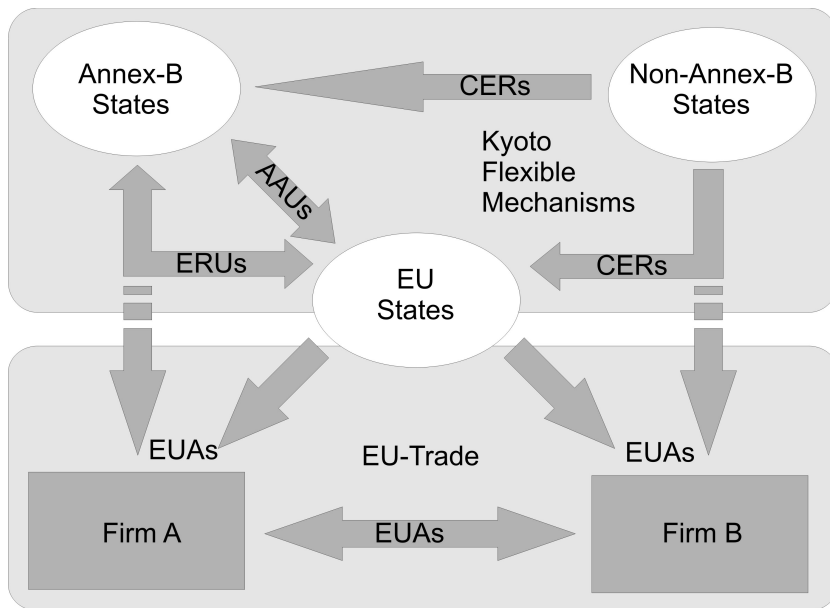 Annex-B
States
CERs
Non-Annex-B
States
Kyoto
Flexible
Mechanisms
AAUs
ERUs
EU
States
CERs
EUAs
EU-Trade
EUAs
Firm A
EUAs
Firm B